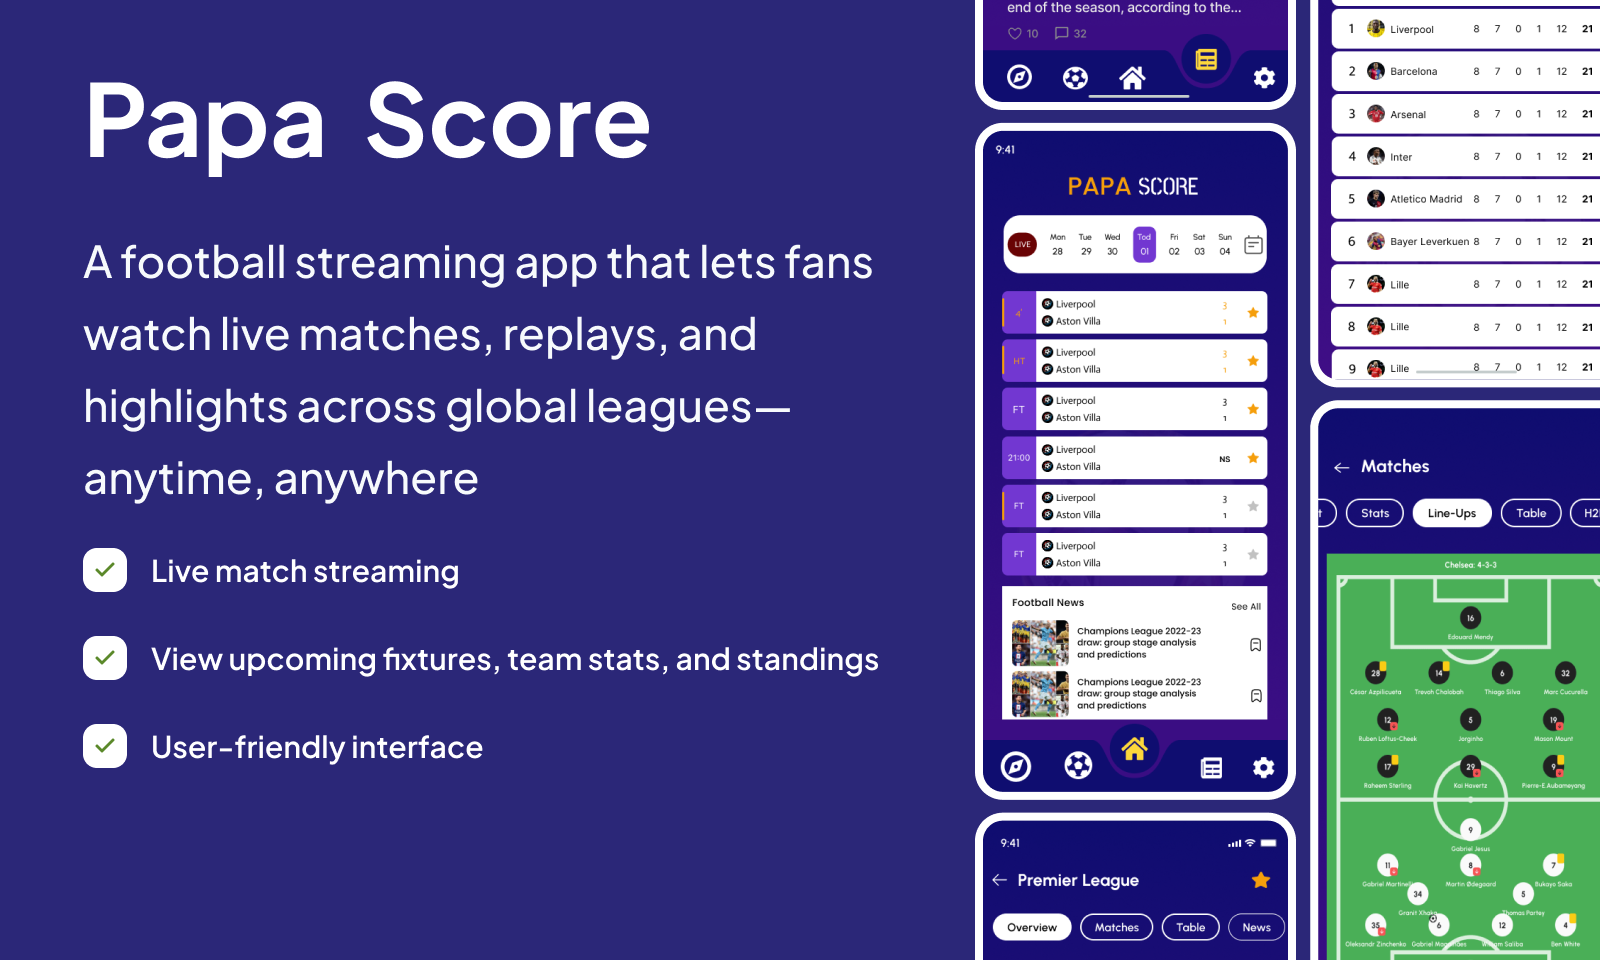 Papa Score
A football streaming app that lets fans
watch live matches, replays, and
highlights across global leagues—
anytime, anywhere
Live match streaming
View upcoming fixtures, team stats, and standings
User-friendly interface
end of the season, according to the...
10 32
9:41
PAPA SCORE
LIVE
Mon Tue Wed Tod Fri Sat Sun
28 29 30 01 02 03 04
4' Liverpool 3
Aston Villa 1
HT Liverpool 3
Aston Villa 1
FT Liverpool 3
Aston Villa 1
21:00 Liverpool
Aston Villa NS
FT Liverpool 3
Aston Villa 1
FT Liverpool 3
Aston Villa 1
Football News See All
Champions League 2022-23
draw: group stage analysis
and predictions
Champions League 2022-23
draw: group stage analysis
and predictions
9:41
Premier League
Overview Matches Table News
1 Liverpool 8 7 0 1 12 21
2 Barcelona 8 7 0 1 12 21
3 Arsenal 8 7 0 1 12 21
4 Inter 8 7 0 1 12 21
5 Atletico Madrid 8 7 0 1 12 21
6 Bayer Leverkuen 8 7 0 1 12 21
7 Lille 8 7 0 1 12 21
8 Lille 8 7 0 1 12 21
9 Lille 8 7 0 1 12 21
Matches
t Stats Line-Ups Table H2
Chelsea: 4-3-3
16
Edouard Mendy
28 14 6 32
César Azpilicueta Trevoh Chalobah Thiago Silva Marc Cucurella
12 5 19
Ruben Loftus-Cheek Jorginho Mason Mount
17 29 9
Raheem Sterling Kai Havertz Pierre-E.Aubameyang
9
Gabriel Jesus
11 8 7
Gabriel Martinelli Martin Ødegaard Bukayo Saka
34 5
Granit Xhaka Thomas Partey
35 6 12 4
Oleksandr Zinchenko Gabriel William Saliba Ben White